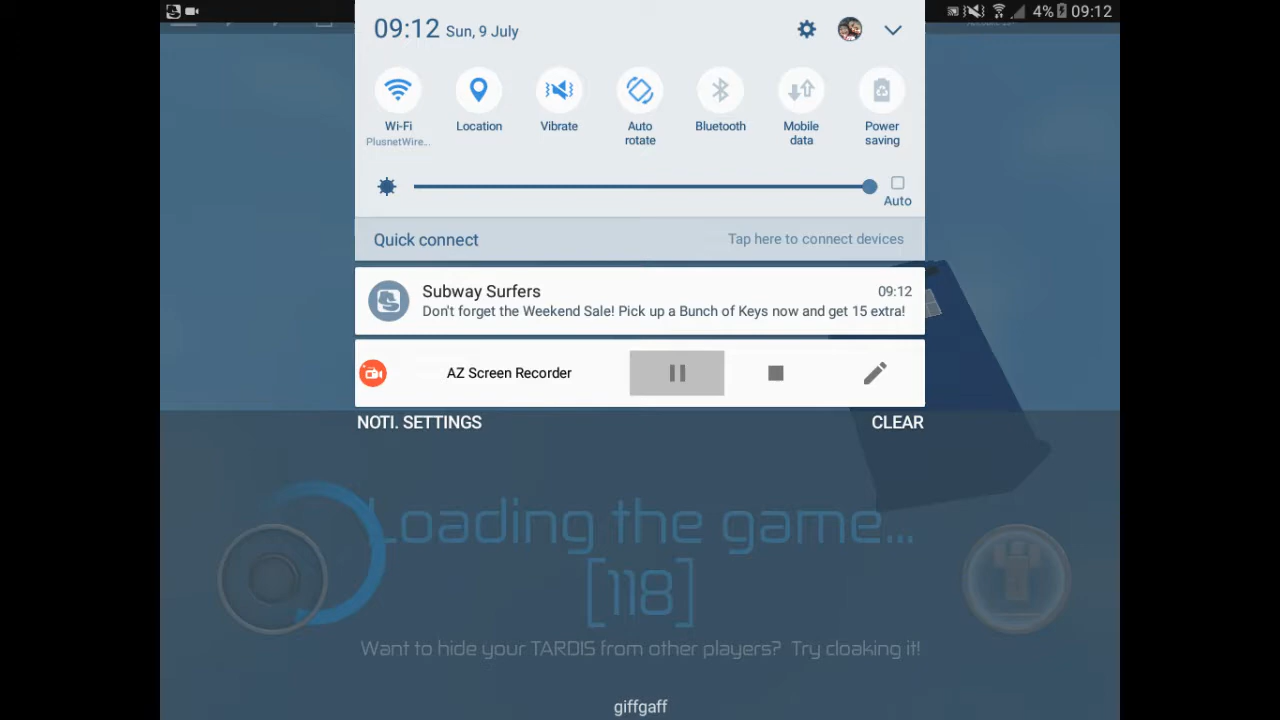 4% 09:12
09:12 Sun, 9 July
Wi-Fi
PlusnetWire...
Location
Vibrate
Auto rotate
Bluetooth
Mobile data
Power saving
Auto
Quick connect
Tap here to connect devices
Subway Surfers
09:12
Don't forget the Weekend Sale! Pick up a Bunch of Keys now and get 15 extra!
AZ Screen Recorder
NOTI. SETTINGS
CLEAR
Loading the game...
[118]
Want to hide your TARDIS from other players? Try cloaking it!
giffgaff